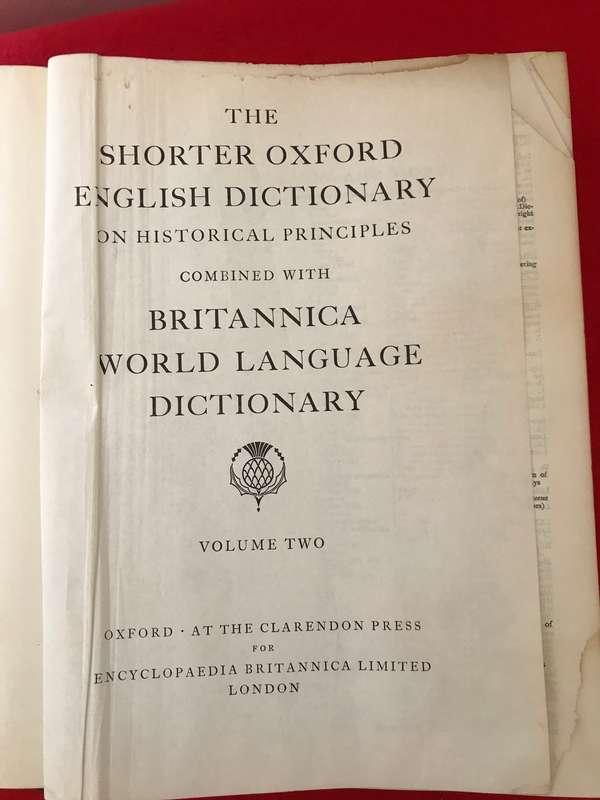 THE
SHORTER OXFORD
ENGLISH DICTIONARY
ON HISTORICAL PRINCIPLES
COMBINED WITH
BRITANNICA
WORLD LANGUAGE
DICTIONARY
VOLUME TWO
OXFORD · AT THE CLARENDON PRESS
FOR
ENCYCLOPAEDIA BRITANNICA LIMITED
LONDON